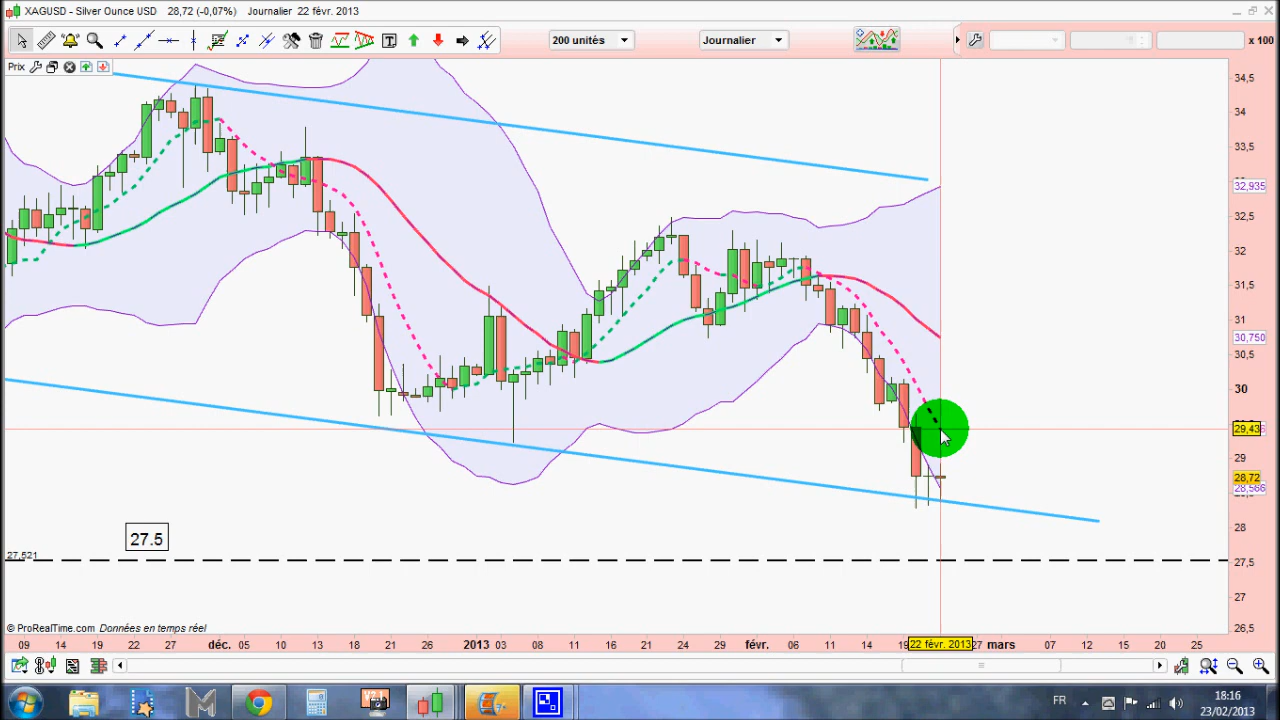 XAGUSD - Silver Ounce USD 28,72 (-0,07%) Journalier 22 févr. 2013
200 unités
Journalier
x 100
Prix
34,5
34
33,5
32,935
32,5
32
31,5
31
30,750
30,5
30
29,43
29
28,72
28,566
28
27,5
27
26,5
27.5
27,521
© ProRealTime.com Données en temps réel
09 14 19 22 27 déc. 05 10 13 18 21 26 2013 03 08 11 16 21 24 29 févr. 06 11 14 19 22 févr. 2013 27 mars 07 12 15 20 25
FR
18:16
23/02/2013